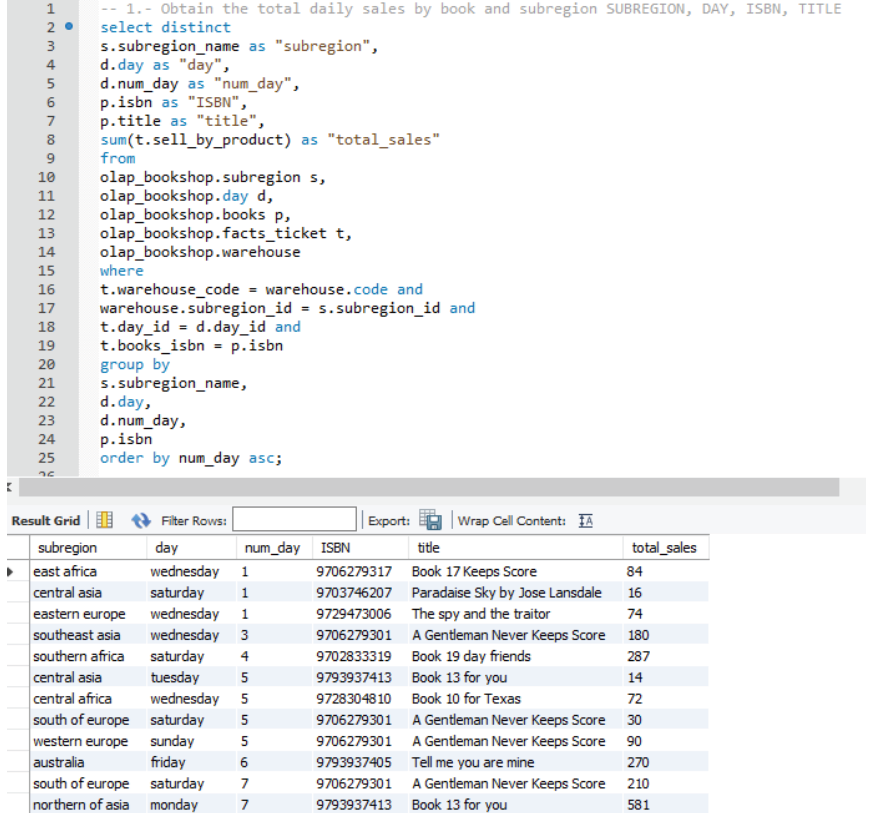 1 -- 1.- Obtain the total daily sales by book and subregion SUBREGION, DAY, ISBN, TITLE
2 select distinct
3 s.subregion_name as "subregion",
4 d.day as "day",
5 d.num_day as "num_day",
6 p.isbn as "ISBN",
7 p.title as "title",
8 sum(t.sell_by_product) as "total_sales"
9 from
10 olap_bookshop.subregion s,
11 olap_bookshop.day d,
12 olap_bookshop.books p,
13 olap_bookshop.facts_ticket t,
14 olap_bookshop.warehouse
15 where
16 t.warehouse_code = warehouse.code and
17 warehouse.subregion_id = s.subregion_id and
18 t.day_id = d.day_id and
19 t.books_isbn = p.isbn
20 group by
21 s.subregion_name,
22 d.day,
23 d.num_day,
24 p.isbn
25 order by num_day asc;
26
Result Grid Filter Rows: Export: Wrap Cell Content: IA
subregion day num_day ISBN title total_sales
east africa wednesday 1 9706279317 Book 17 Keeps Score 84
central asia saturday 1 9703746207 Paradaise Sky by Jose Lansdale 16
eastern europe wednesday 1 9729473006 The spy and the traitor 74
southeast asia wednesday 3 9706279301 A Gentleman Never Keeps Score 180
southern africa saturday 4 9702833319 Book 19 day friends 287
central asia tuesday 5 9793937413 Book 13 for you 14
central africa wednesday 5 9728304810 Book 10 for Texas 72
south of europe saturday 5 9706279301 A Gentleman Never Keeps Score 30
western europe sunday 5 9706279301 A Gentleman Never Keeps Score 90
australia friday 6 9793937405 Tell me you are mine 270
south of europe saturday 7 9706279301 A Gentleman Never Keeps Score 210
northern of asia monday 7 9793937413 Book 13 for you 581